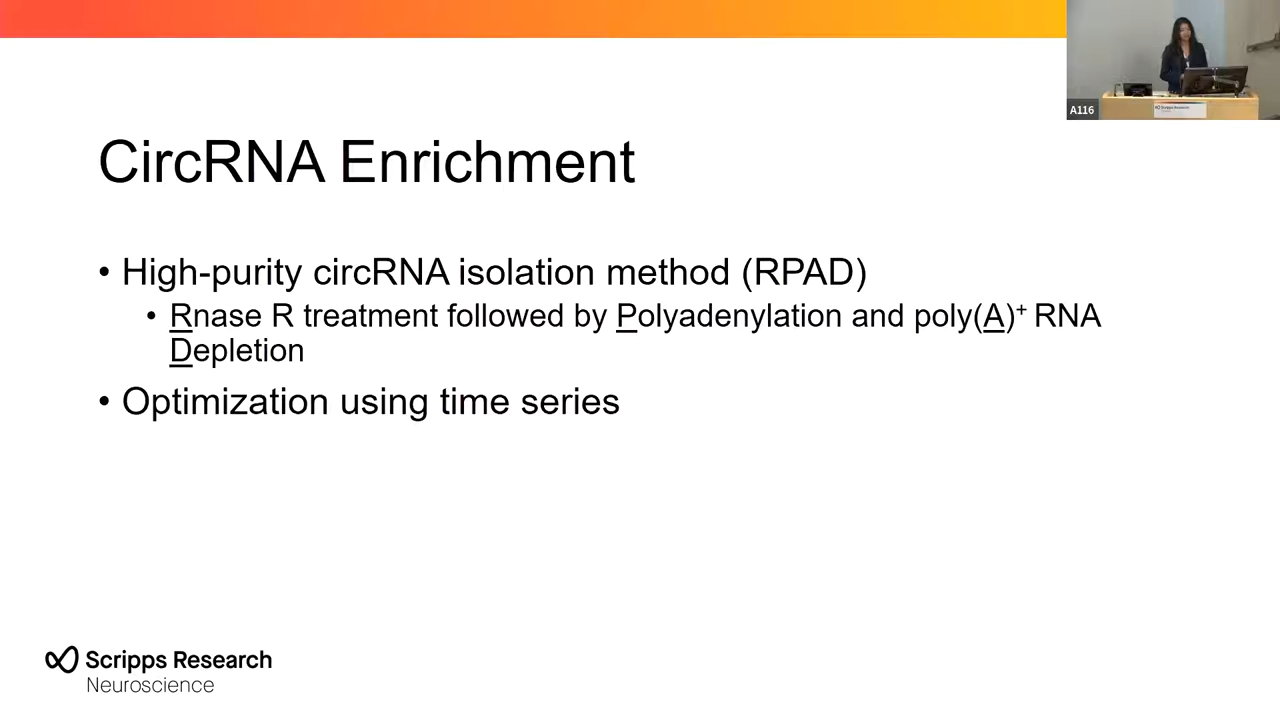 A116
CircRNA Enrichment
• High-purity circRNA isolation method (RPAD)
• Rnase R treatment followed by Polyadenylation and poly(A)⁺ RNA
Depletion
• Optimization using time series
Scripps Research
Neuroscience